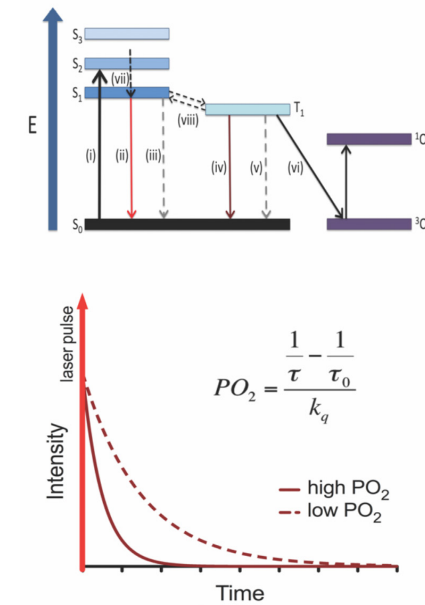 S3
S2
(vii)
S1
T1
(viii)
E
¹O
(i)
(ii)
(iii)
(iv)
(v)
(vi)
S0
³O
laser pulse
Intensity
PO2 = (1/τ − 1/τ0) / kq
high PO2
low PO2
Time